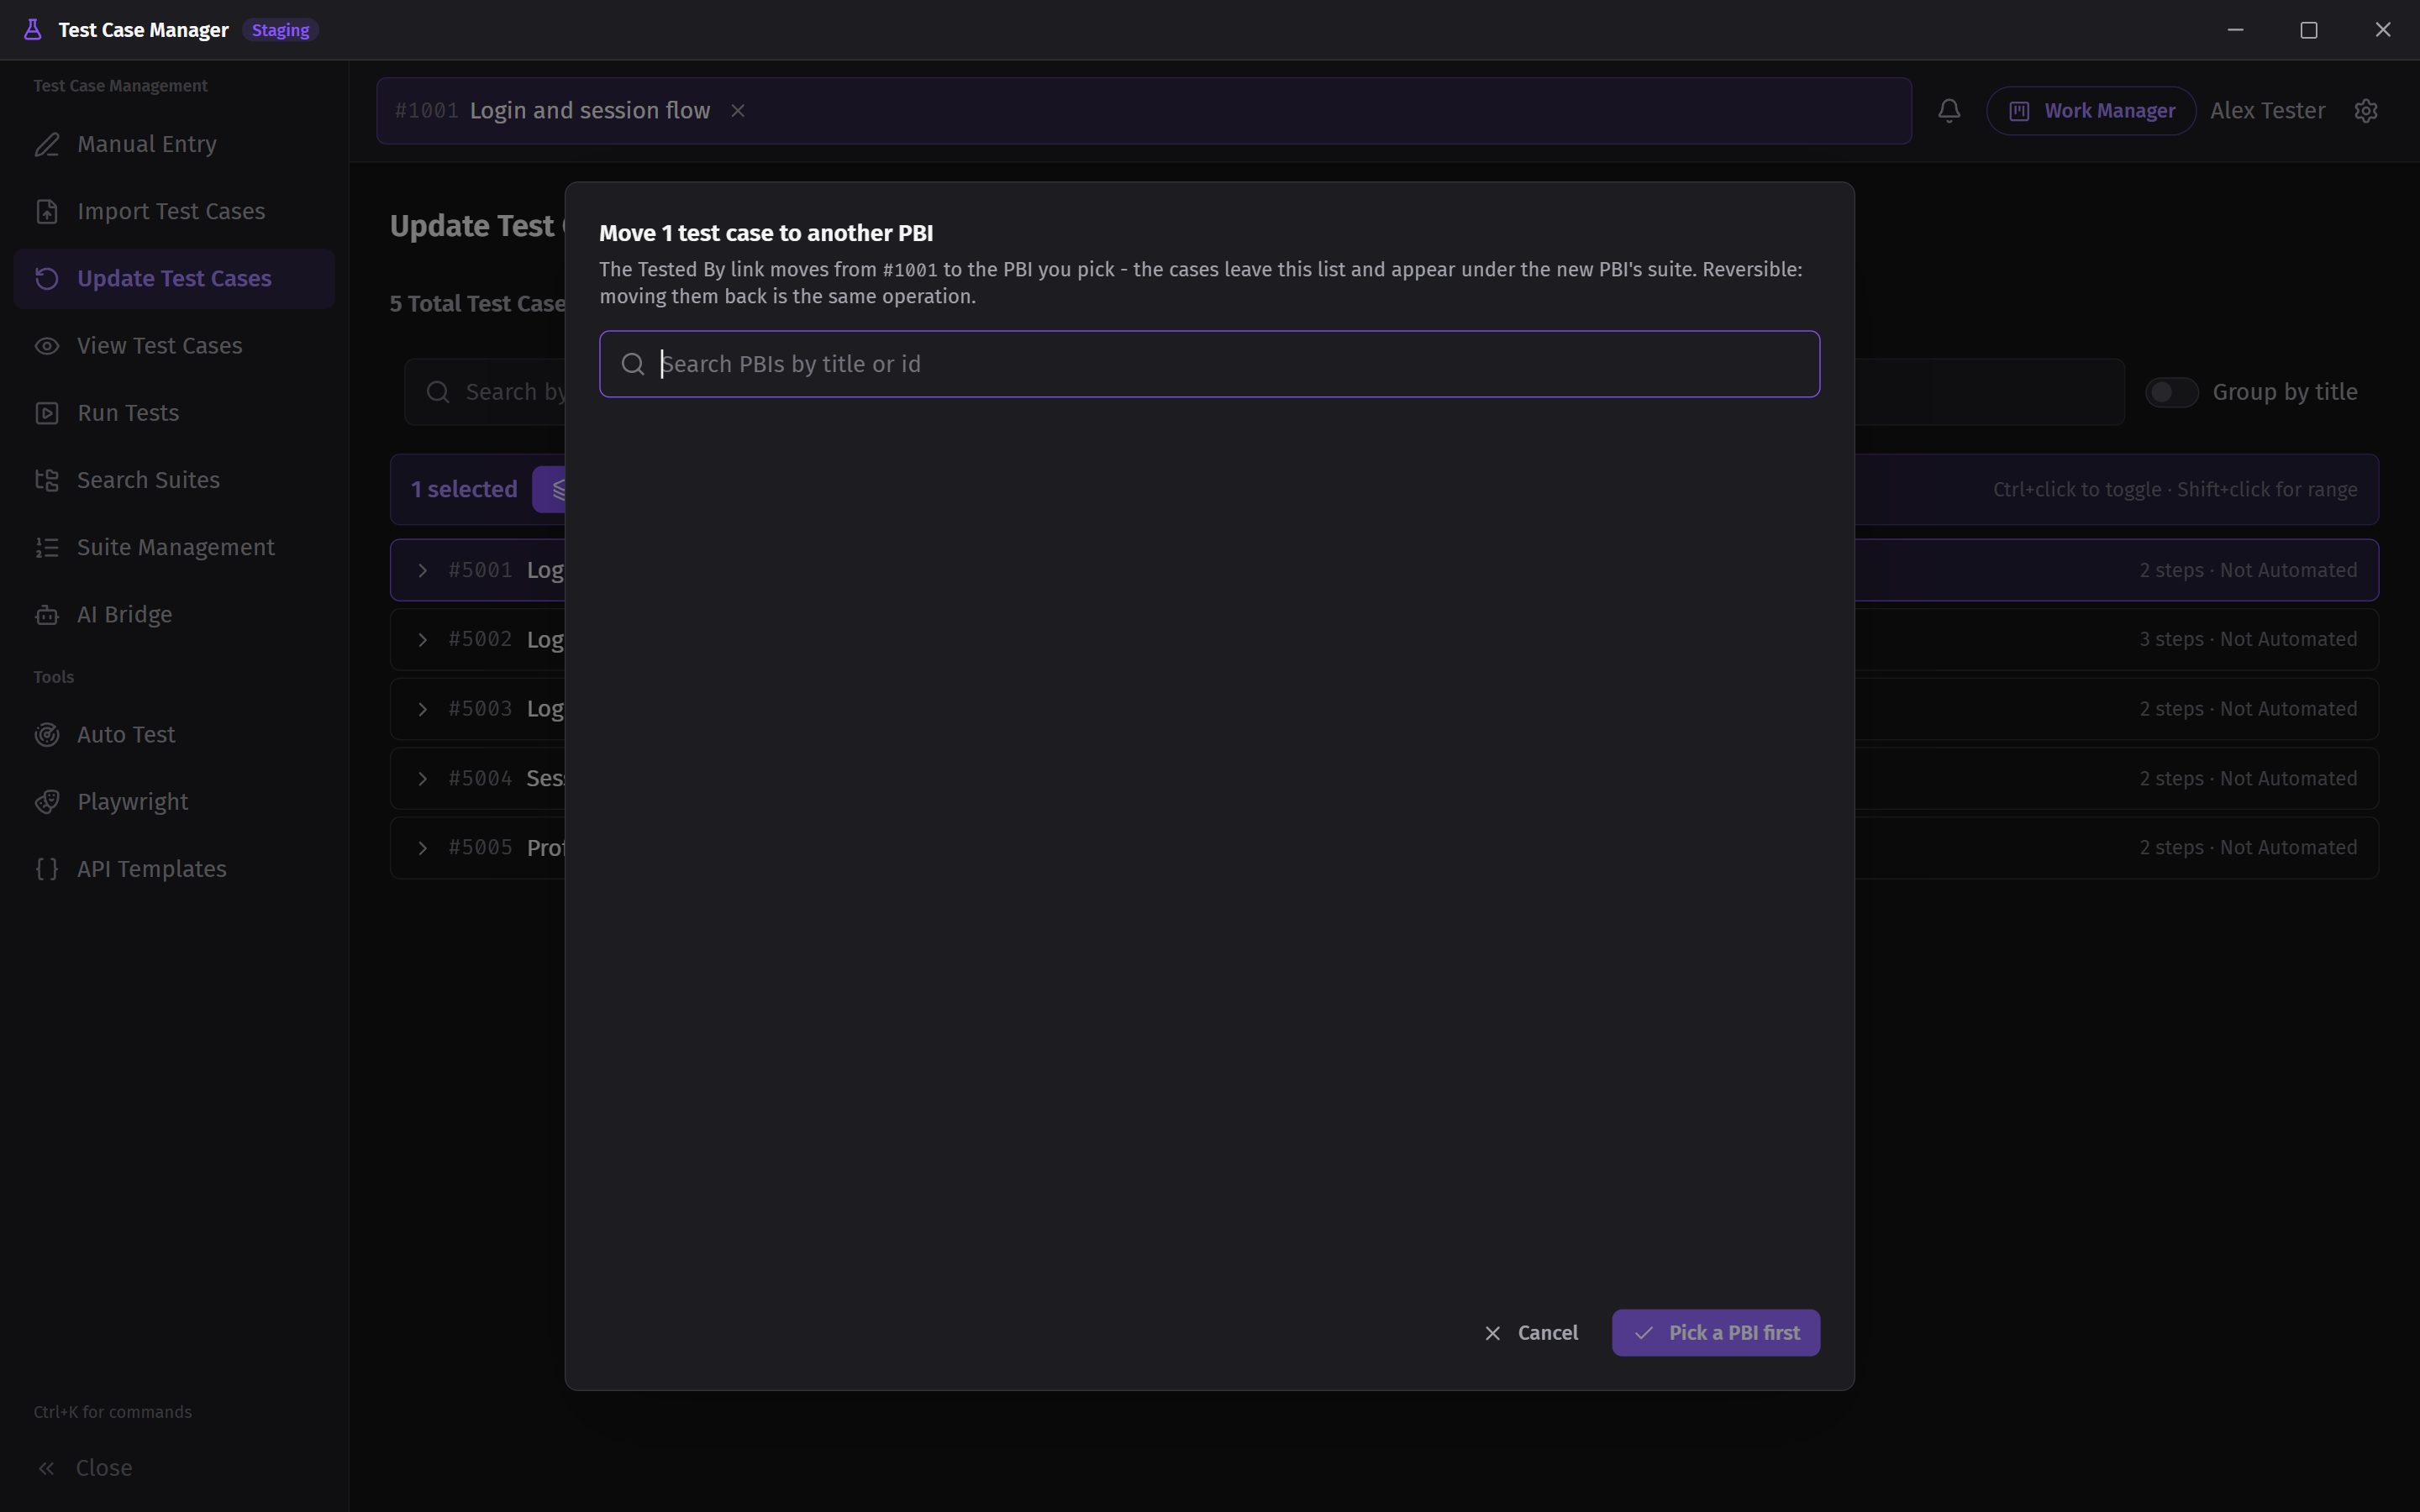 Test Case Manager Staging
Test Case Management
Manual Entry
Import Test Cases
Update Test Cases
View Test Cases
Run Tests
Search Suites
Suite Management
AI Bridge
Tools
Auto Test
Playwright
API Templates
Ctrl+K for commands
Close
#1001 Login and session flow
Work Manager
Alex Tester
Update Test
5 Total Test Case
Search by
Group by title
1 selected
Ctrl+click to toggle · Shift+click for range
#5001 Log
2 steps · Not Automated
#5002 Log
3 steps · Not Automated
#5003 Log
2 steps · Not Automated
#5004 Sess
2 steps · Not Automated
#5005 Prof
2 steps · Not Automated
Move 1 test case to another PBI
The Tested By link moves from #1001 to the PBI you pick - the cases leave this list and appear under the new PBI's suite. Reversible:
moving them back is the same operation.
Search PBIs by title or id
Cancel
Pick a PBI first